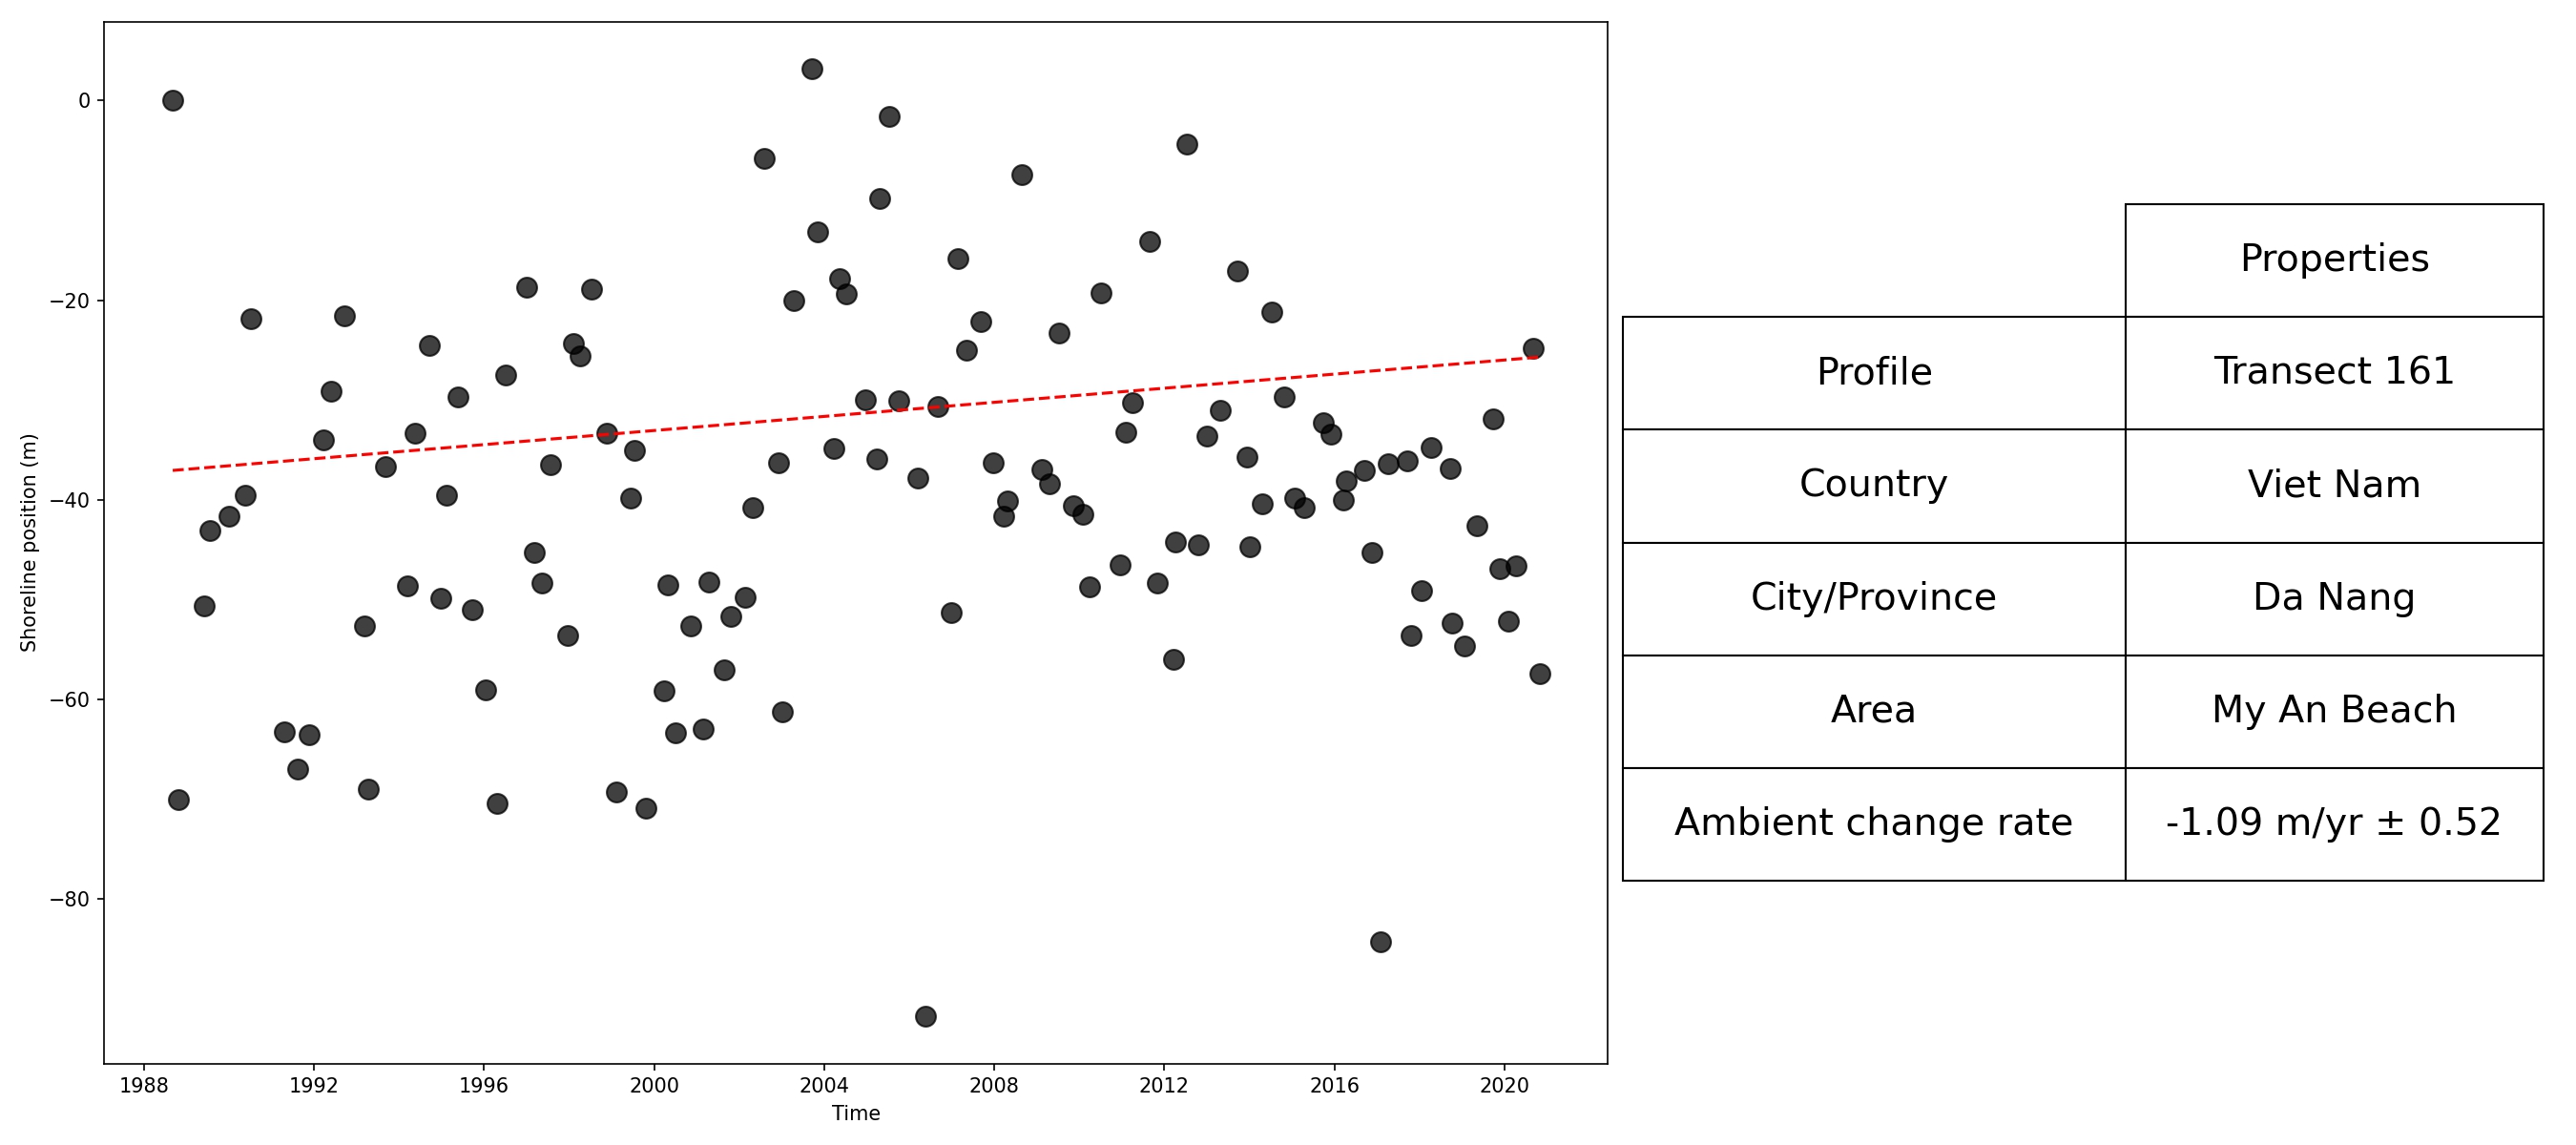 0
−20
−40
−60
−80
Shoreline position (m)
1988 1992 1996 2000 2004 2008 2012 2016 2020
Time
Properties
Profile Transect 161
Country Viet Nam
City/Province Da Nang
Area My An Beach
Ambient change rate -1.09 m/yr ± 0.52